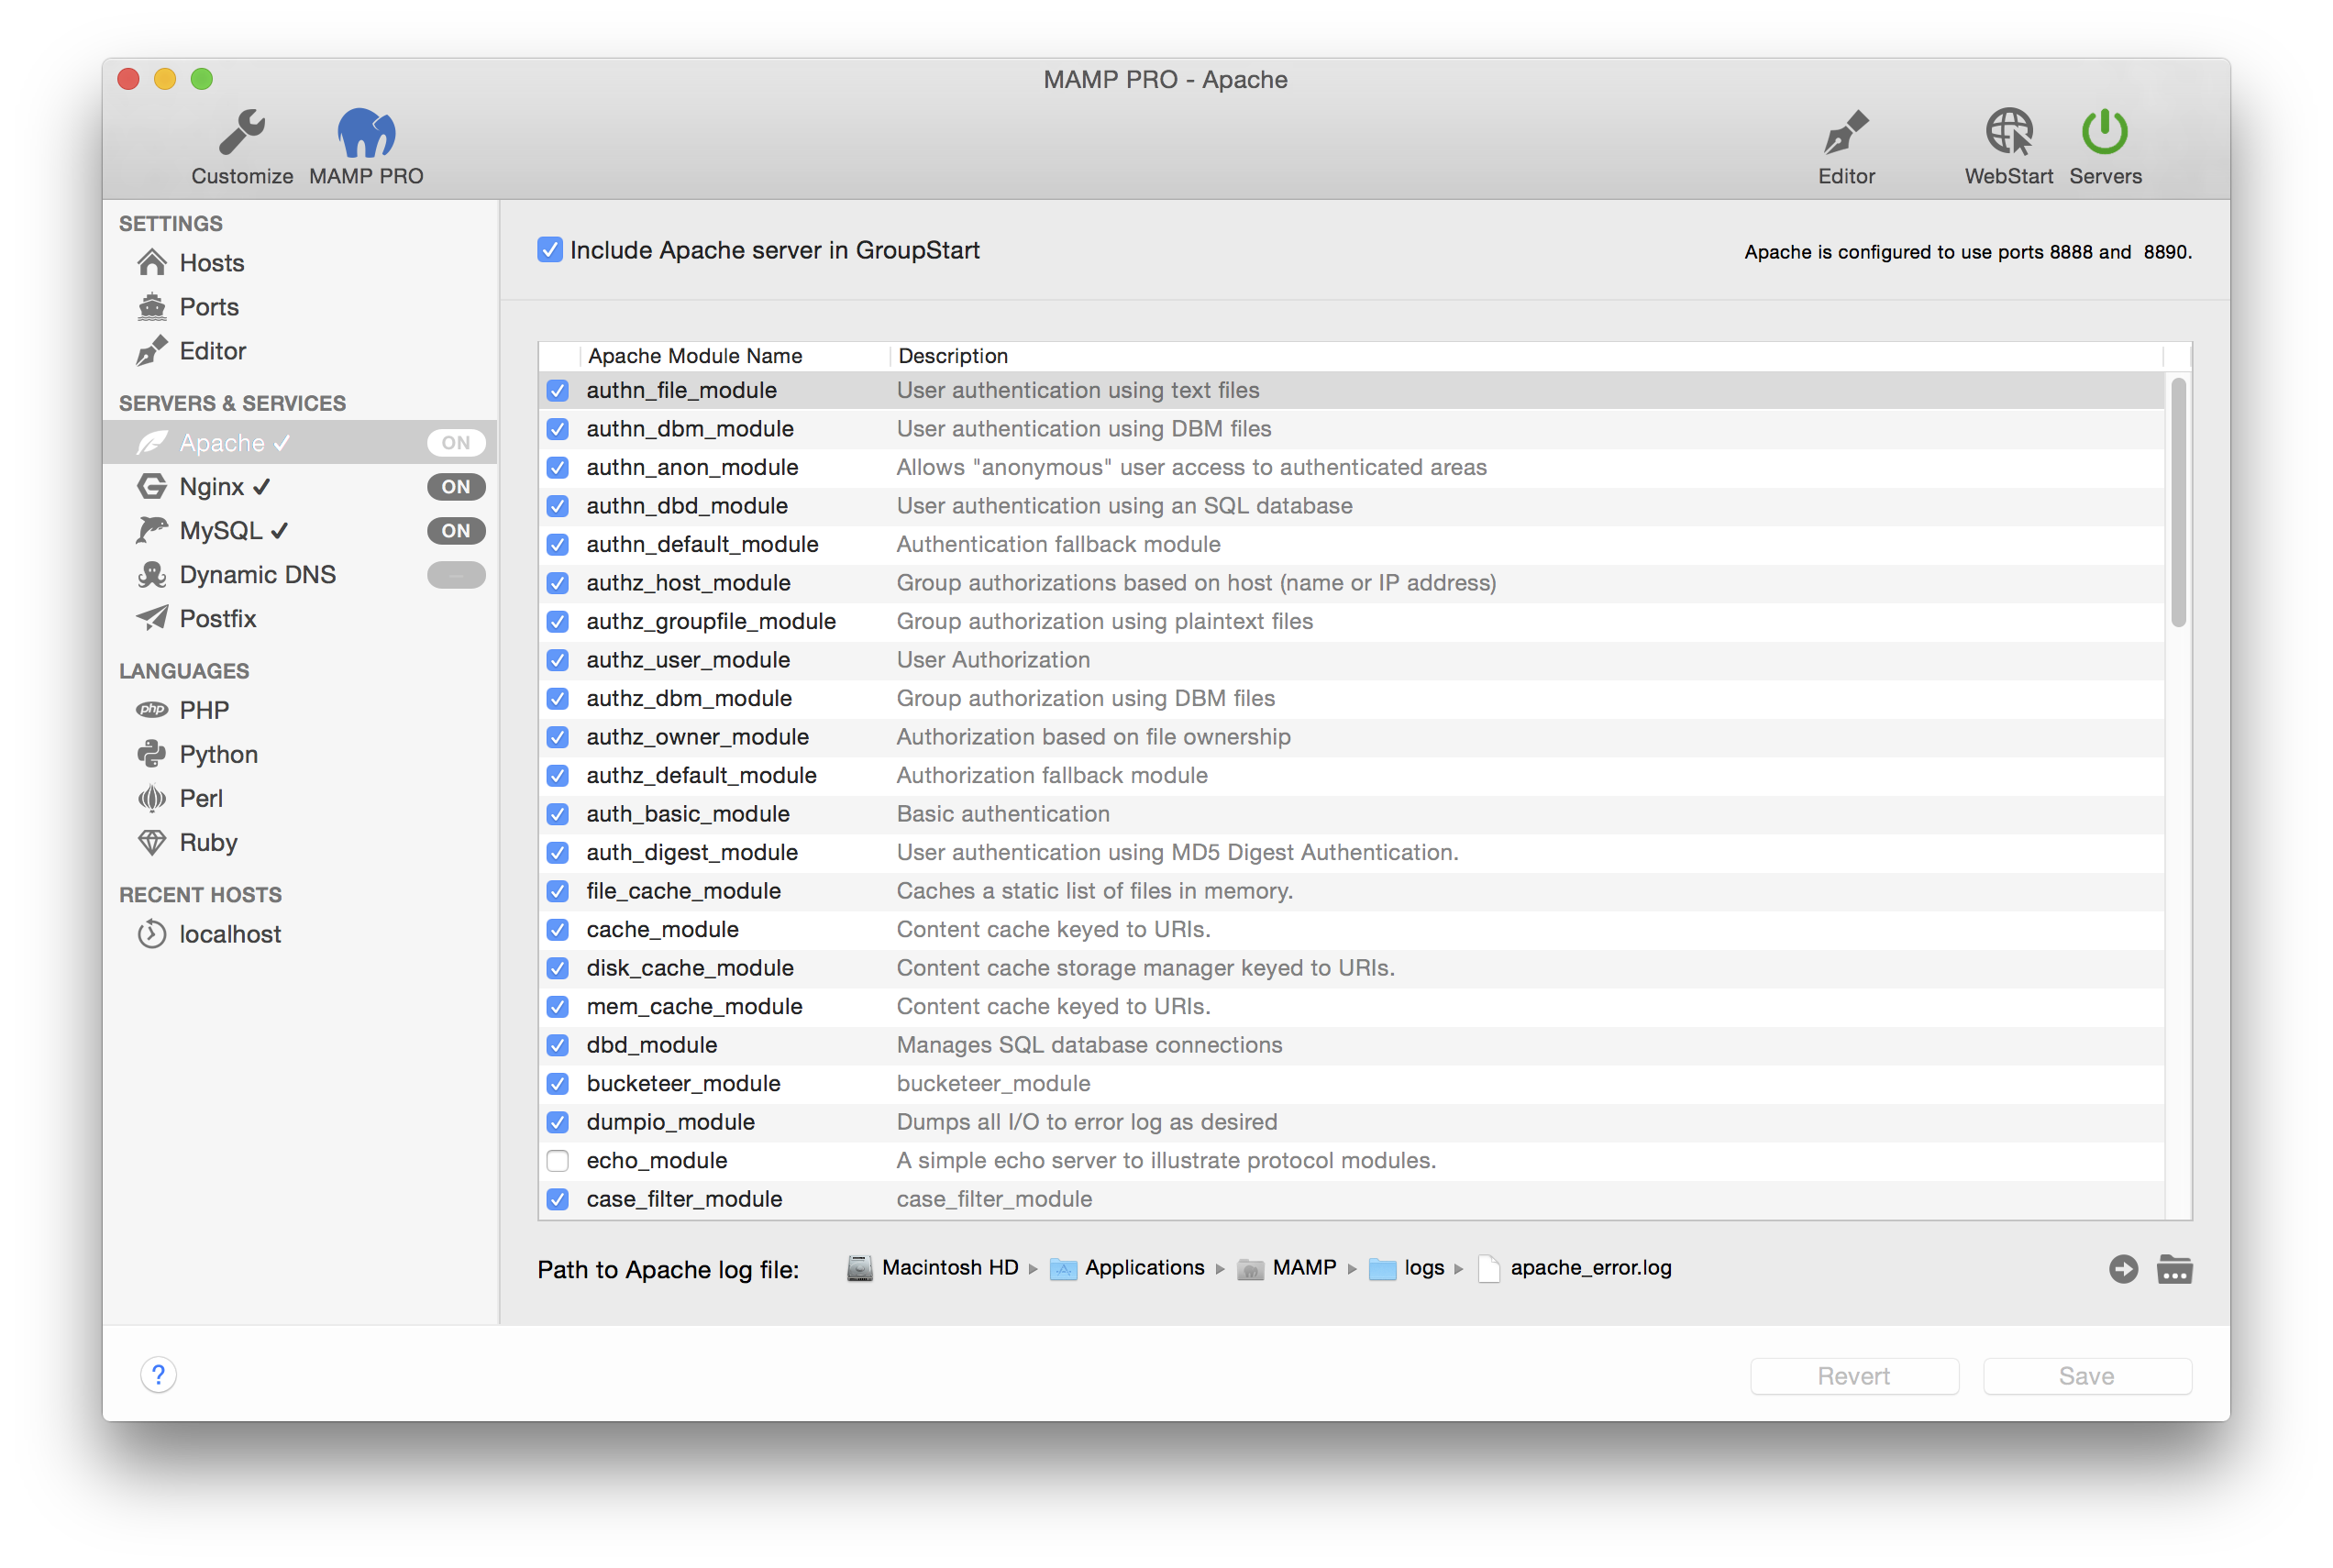 MAMP PRO - Apache
Customize MAMP PRO Editor WebStart Servers
SETTINGS
Hosts
Ports
Editor
SERVERS & SERVICES
Apache ✓ ON
Nginx ✓ ON
MySQL ✓ ON
Dynamic DNS
Postfix
LANGUAGES
php PHP
Python
Perl
Ruby
RECENT HOSTS
localhost
Include Apache server in GroupStart
Apache is configured to use ports 8888 and  8890.
Apache Module Name Description
authn_file_module User authentication using text files
authn_dbm_module User authentication using DBM files
authn_anon_module Allows "anonymous" user access to authenticated areas
authn_dbd_module User authentication using an SQL database
authn_default_module Authentication fallback module
authz_host_module Group authorizations based on host (name or IP address)
authz_groupfile_module Group authorization using plaintext files
authz_user_module User Authorization
authz_dbm_module Group authorization using DBM files
authz_owner_module Authorization based on file ownership
authz_default_module Authorization fallback module
auth_basic_module Basic authentication
auth_digest_module User authentication using MD5 Digest Authentication.
file_cache_module Caches a static list of files in memory.
cache_module Content cache keyed to URIs.
disk_cache_module Content cache storage manager keyed to URIs.
mem_cache_module Content cache keyed to URIs.
dbd_module Manages SQL database connections
bucketeer_module bucketeer_module
dumpio_module Dumps all I/O to error log as desired
echo_module A simple echo server to illustrate protocol modules.
case_filter_module case_filter_module
Path to Apache log file: Macintosh HD ▸ Applications ▸ MAMP ▸ logs ▸ apache_error.log
? Revert Save